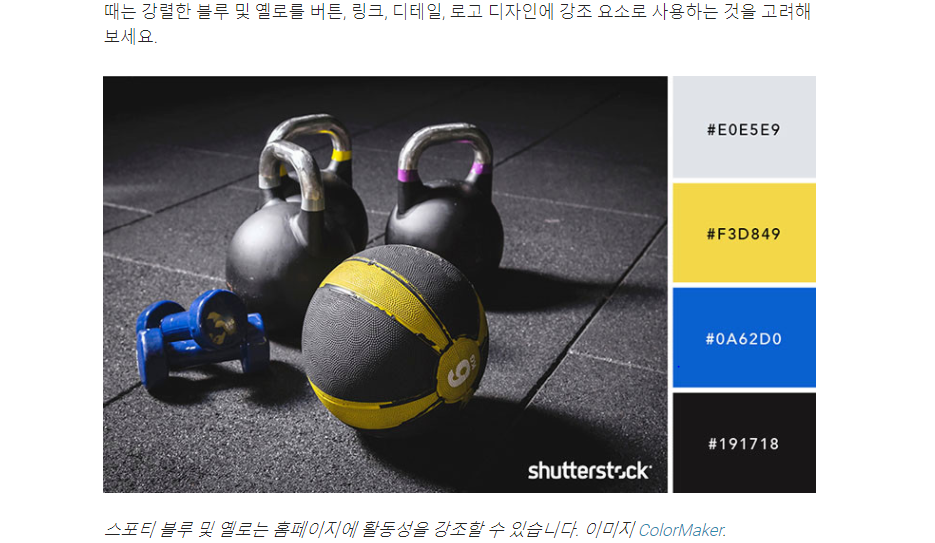 때는 강렬한 블루 및 옐로를 버튼, 링크, 디테일, 로고 디자인에 강조 요소로 사용하는 것을 고려해
보세요.
#E0E5E9
#F3D849
#0A62D0
6
#191718
shutterstock
스포티 블루 및 옐로는 홈페이지에 활동성을 강조할 수 있습니다. 이미지 ColorMaker.